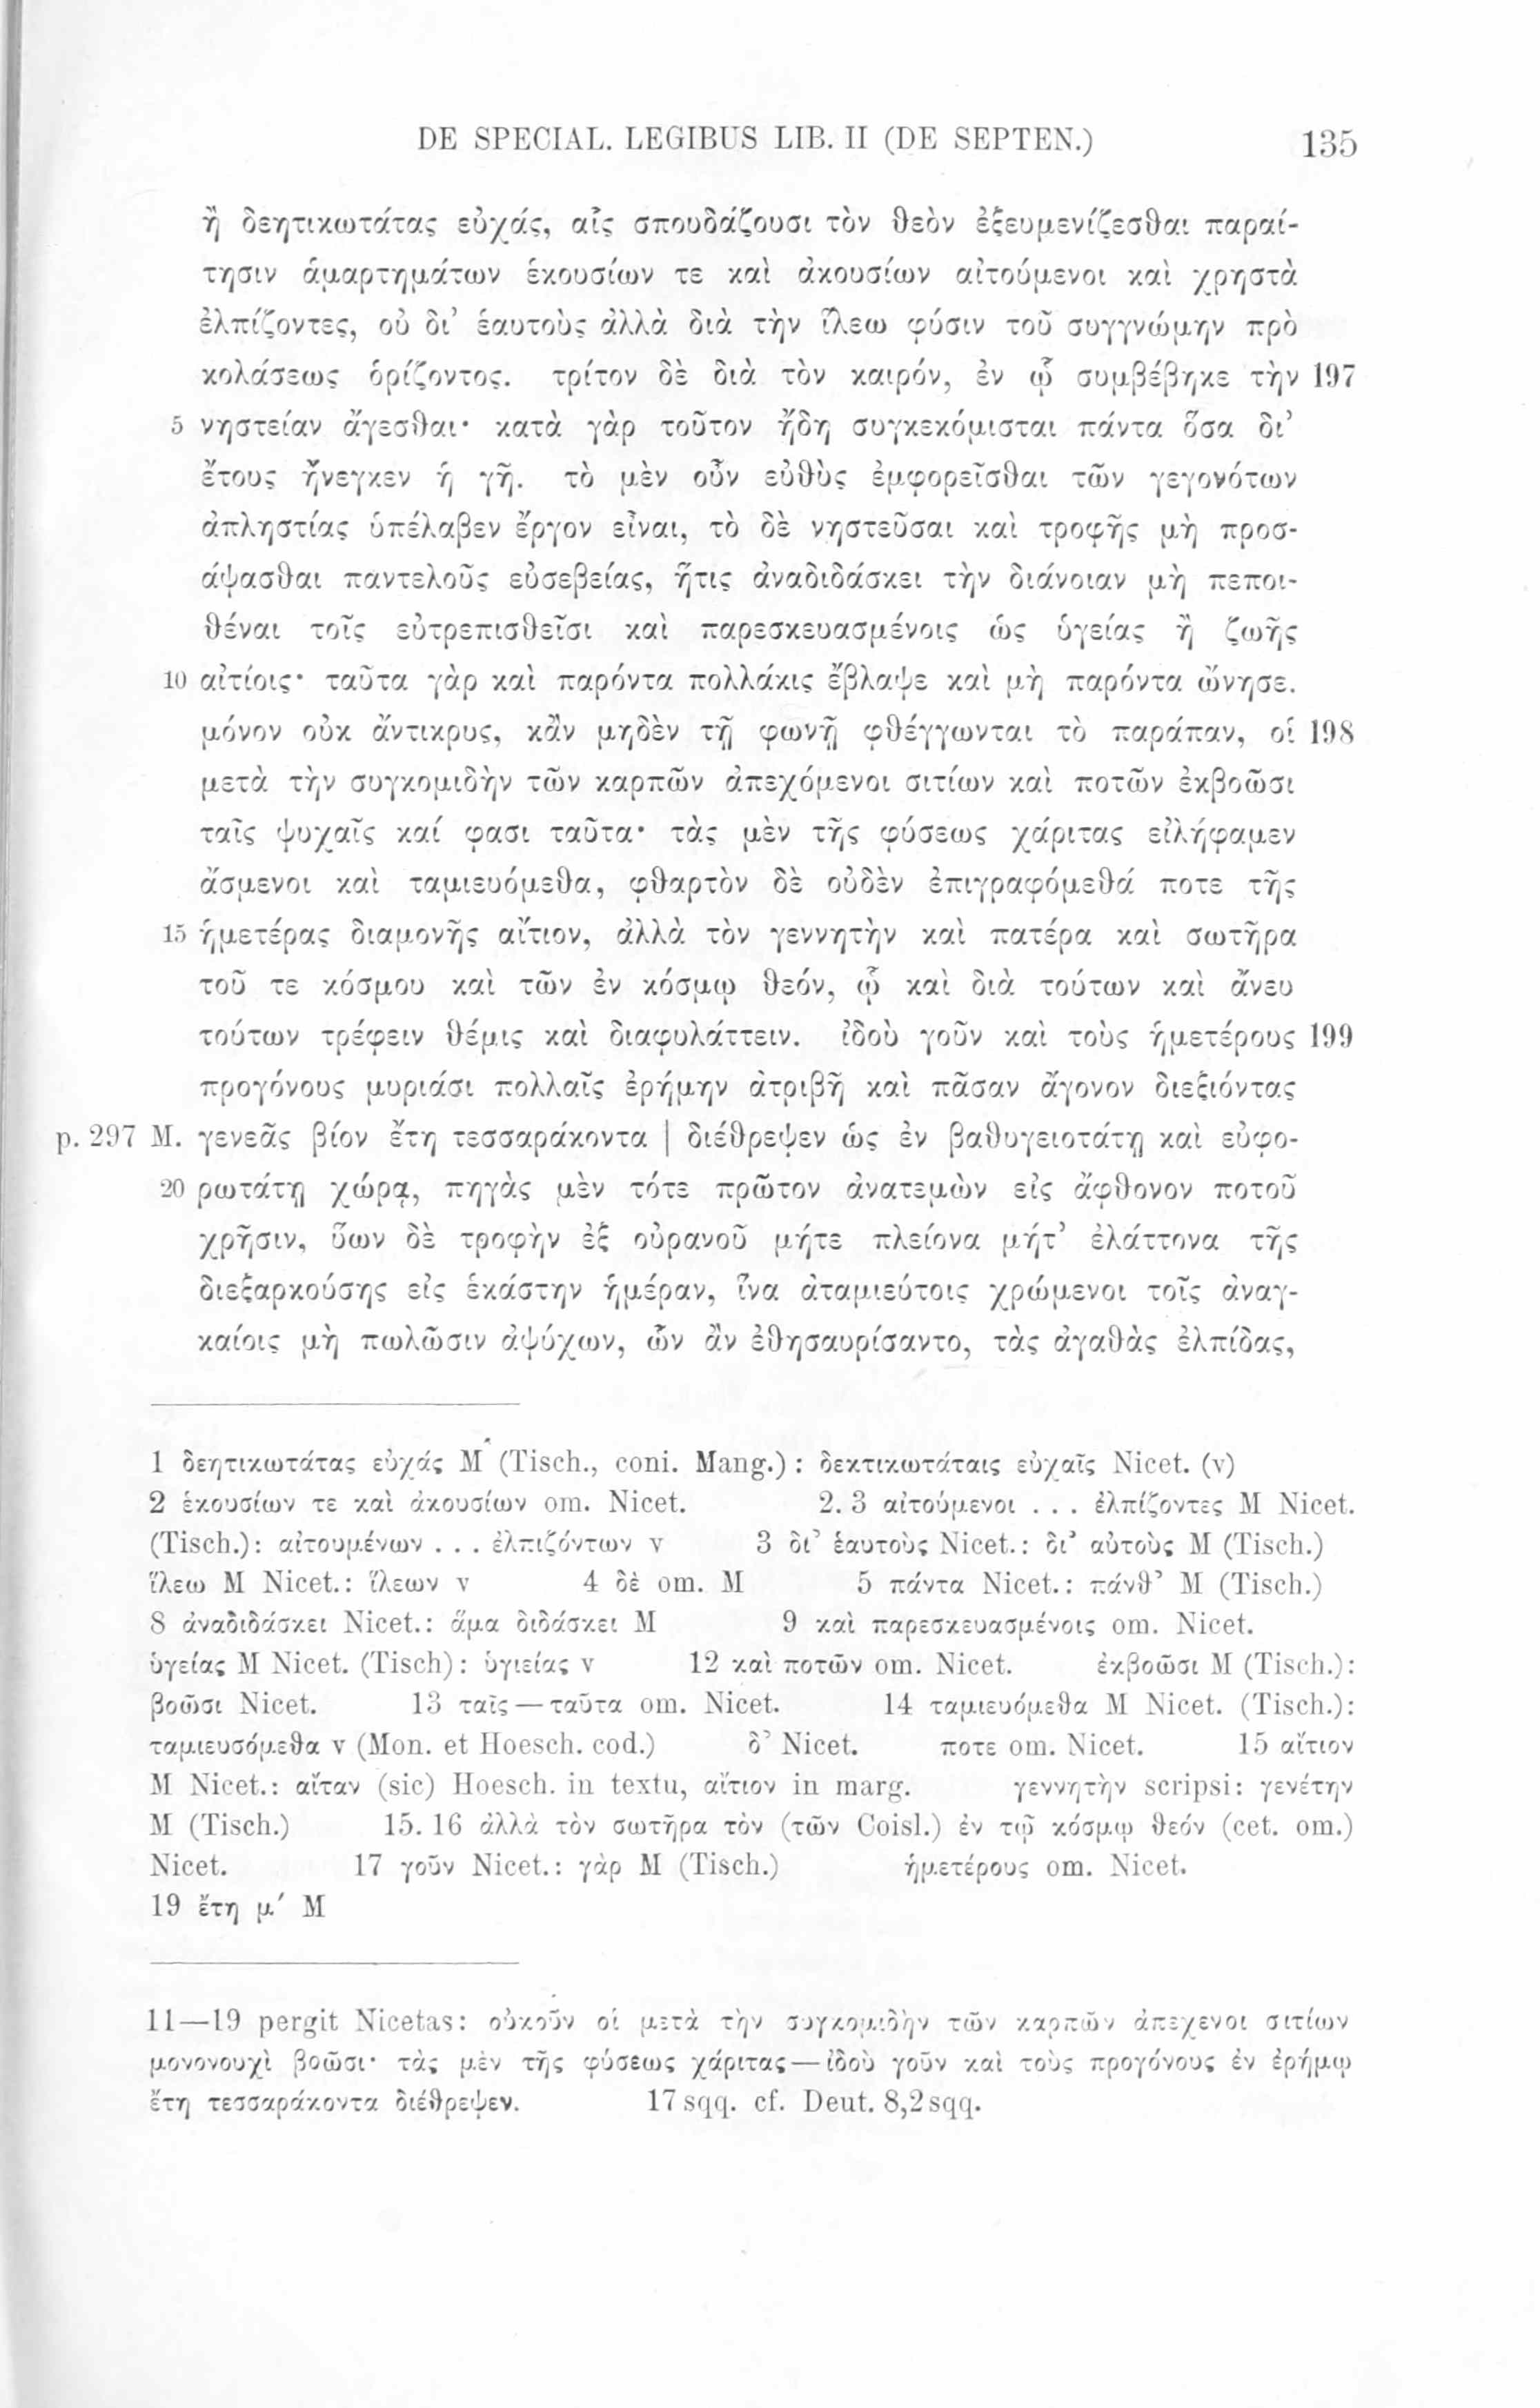 DE SPECIAL. LEGIBUS LIB. II (DE SEPTEN.) 135
ἢ δεητικωτάτας εὐχάς, αἷς σπουδάζουσι τὸν θεὸν ἐξευμενίζεσθαι παραί-
τησιν ἁμαρτημάτων ἑκουσίων τε καὶ ἀκουσίων αἰτούμενοι καὶ χρηστὰ
ἐλπίζοντες, οὐ δι’ ἑαυτοὺς ἀλλὰ διὰ τὴν ἵλεω φύσιν τοῦ συγγνώμην πρὸ
κολάσεως ὁρίζοντος. τρίτον δὲ διὰ τὸν καιρόν, ἐν ᾧ συμβέβηκε τὴν 197
5 νηστείαν ἄγεσθαι· κατὰ γὰρ τοῦτον ἤδη συγκεκόμισται πάντα ὅσα δι’
ἔτους ἤνεγκεν ἡ γῆ. τὸ μὲν οὖν εὐθὺς ἐμφορεῖσθαι τῶν γεγονότων
ἀπληστίας ὑπέλαβεν ἔργον εἶναι, τὸ δὲ νηστεῦσαι καὶ τροφῆς μὴ προσ-
άψασθαι παντελοῦς εὐσεβείας, ἥτις ἀναδιδάσκει τὴν διάνοιαν μὴ πεποι-
θέναι τοῖς εὐτρεπισθεῖσι καὶ παρεσκευασμένοις ὡς ὑγείας ἢ ζωῆς
10 αἰτίοις· ταῦτα γὰρ καὶ παρόντα πολλάκις ἔβλαψε καὶ μὴ παρόντα ὤνησε.
μόνον οὐκ ἄντικρυς, κἂν μηδὲν τῇ φωνῇ φθέγγωνται τὸ παράπαν, οἱ 198
μετὰ τὴν συγκομιδὴν τῶν καρπῶν ἀπεχόμενοι σιτίων καὶ ποτῶν ἐκβοῶσι
ταῖς ψυχαῖς καί φασι ταῦτα· τὰς μὲν τῆς φύσεως χάριτας εἰλήφαμεν
ἄσμενοι καὶ ταμιευόμεθα, φθαρτὸν δὲ οὐδὲν ἐπιγραφόμεθά ποτε τῆς
15 ἡμετέρας διαμονῆς αἴτιον, ἀλλὰ τὸν γεννητὴν καὶ πατέρα καὶ σωτῆρα
τοῦ τε κόσμου καὶ τῶν ἐν κόσμῳ θεόν, ᾧ καὶ διὰ τούτων καὶ ἄνευ
τούτων τρέφειν θέμις καὶ διαφυλάττειν. ἰδοὺ γοῦν καὶ τοὺς ἡμετέρους 199
προγόνους μυριάσι πολλαῖς ἐρήμην ἀτριβῆ καὶ πᾶσαν ἄγονον διεξιόντας
p. 297 M. γενεᾶς βίον ἔτη τεσσαράκοντα | διέθρεψεν ὡς ἐν βαθυγειοτάτῃ καὶ εὐφο-
20 ρωτάτῃ χώρᾳ, πηγὰς μὲν τότε πρῶτον ἀνατεμὼν εἰς ἄφθονον ποτοῦ
χρῆσιν, ὕων δὲ τροφὴν ἐξ οὐρανοῦ μήτε πλείονα μήτ’ ἐλάττονα τῆς
διεξαρκούσης εἰς ἑκάστην ἡμέραν, ἵνα ἀταμιεύτοις χρώμενοι τοῖς ἀναγ-
καίοις μὴ πωλῶσιν ἀψύχων, ὧν ἂν ἐθησαυρίσαντο, τὰς ἀγαθὰς ἐλπίδας,
1 δεητικωτάτας εὐχάς M (Tisch., coni. Mang.) : δεκτικωτάταις εὐχαῖς Nicet. (v)
2 ἑκουσίων τε καὶ ἀκουσίων om. Nicet. 2. 3 αἰτούμενοι . . . ἐλπίζοντες M Nicet.
(Tisch.): αἰτουμένων . . . ἐλπιζόντων v 3 δι’ ἑαυτοὺς Nicet.: δι’ αὐτοὺς M (Tisch.)
ἵλεω M Nicet.: ἵλεων v 4 δὲ om. M 5 πάντα Nicet.: πάνθ’ M (Tisch.)
8 ἀναδιδάσκει Nicet.: ἅμα διδάσκει M 9 καὶ παρεσκευασμένοις om. Nicet.
ὑγείας M Nicet. (Tisch): ὑγιείας v 12 καὶ ποτῶν om. Nicet. ἐκβοῶσι M (Tisch.):
βοῶσι Nicet. 13 ταῖς — ταῦτα om. Nicet. 14 ταμιευόμεθα M Nicet. (Tisch.):
ταμιευσόμεθα v (Mon. et Hoesch. cod.) δ’ Nicet. ποτε om. Nicet. 15 αἴτιον
M Nicet.: αἴταν (sic) Hoesch. in textu, αἴτιον in marg. γεννητὴν scripsi: γενέτην
M (Tisch.) 15. 16 ἀλλὰ τὸν σωτῆρα τὸν (τῶν Coisl.) ἐν τῷ κόσμῳ θεόν (cet. om.)
Nicet. 17 γοῦν Nicet.: γὰρ M (Tisch.) ἡμετέρους om. Nicet.
19 ἔτη μ′ M
11—19 pergit Nicetas: οὐκοῦν οἱ μετὰ τὴν συγκομιδὴν τῶν καρπῶν ἀπεχενοι σιτίων
μονονουχὶ βοῶσι· τὰς μὲν τῆς φύσεως χάριτας — ἰδοὺ γοῦν καὶ τοὺς προγόνους ἐν ἐρήμῳ
ἔτη τεσσαράκοντα διέθρεψεν. 17 sqq. cf. Deut. 8,2 sqq.